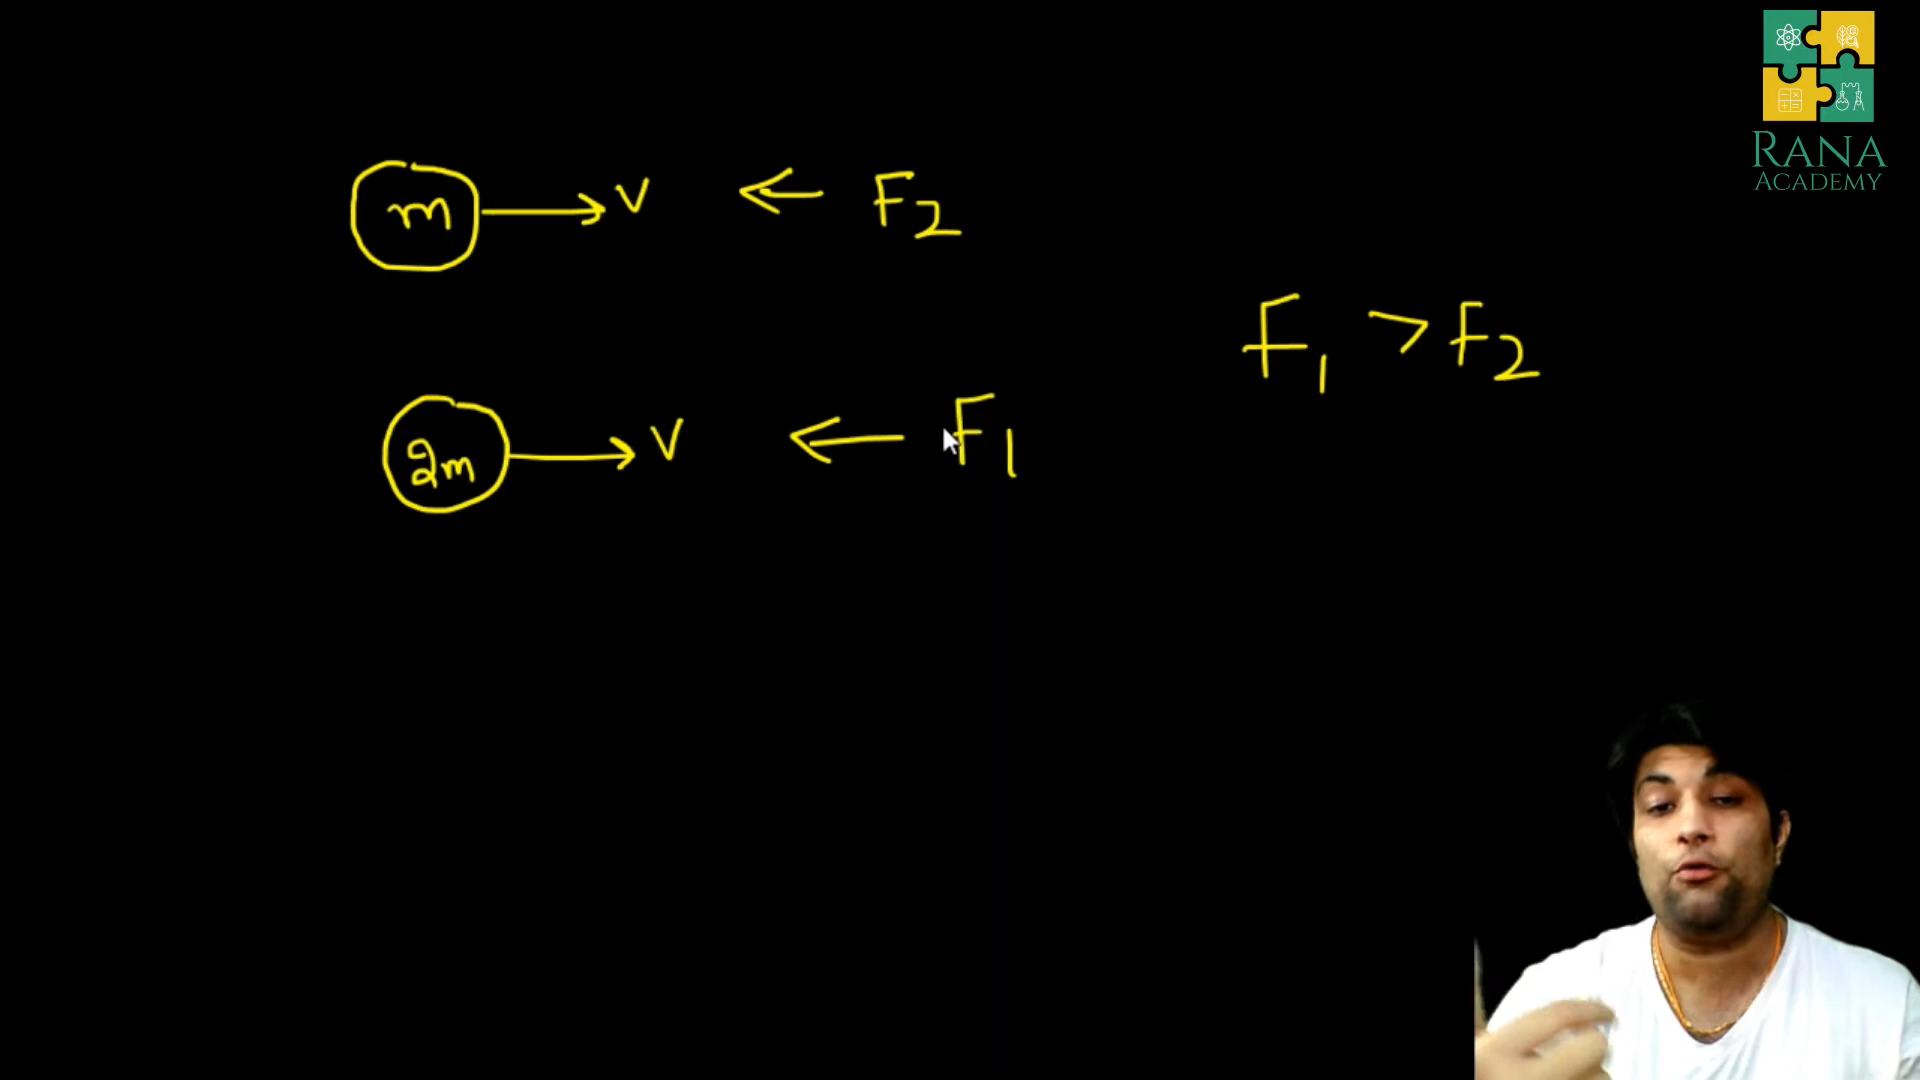 RANA
ACADEMY
m → v ← F2
F1 > F2
2m → v ← F1